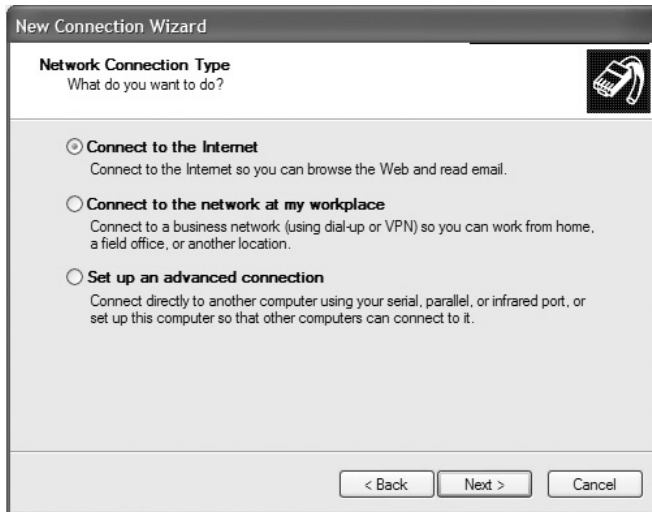 New Connection Wizard
Network Connection Type
What do you want to do?
Connect to the Internet
Connect to the Internet so you can browse the Web and read email.
Connect to the network at my workplace
Connect to a business network (using dial-up or VPN) so you can work from home,
a field office, or another location.
Set up an advanced connection
Connect directly to another computer using your serial, parallel, or infrared port, or
set up this computer so that other computers can connect to it.
< Back Next > Cancel